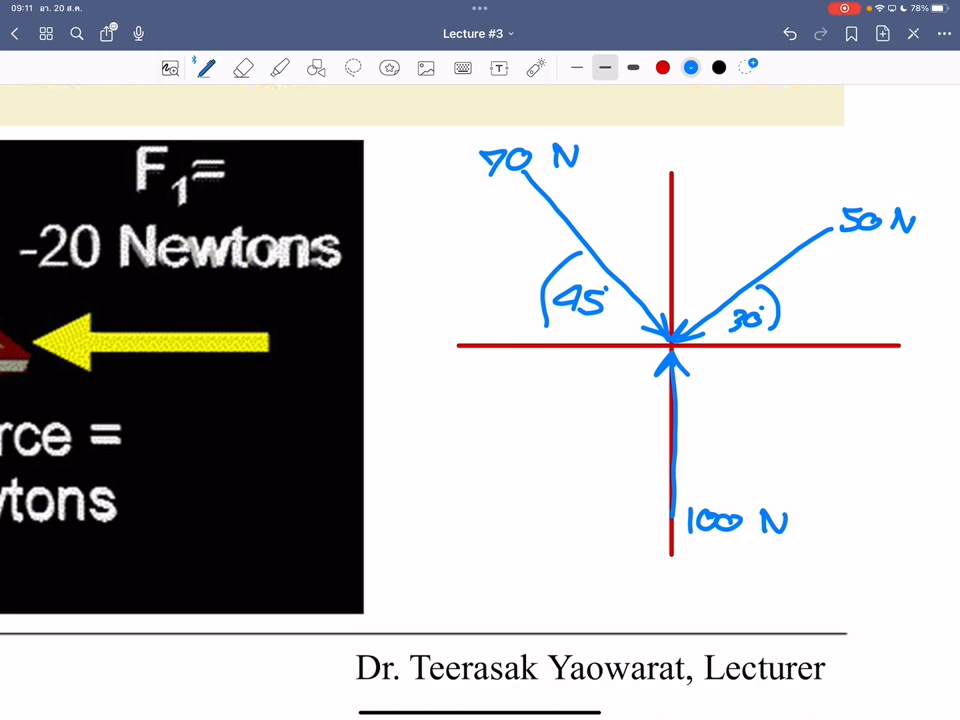 09:11 อา. 20 ส.ค.
78%
Lecture #3
F1=
-20 Newtons
rce =
tons
70 N
50 N
45°
30°
100 N
Dr. Teerasak Yaowarat, Lecturer